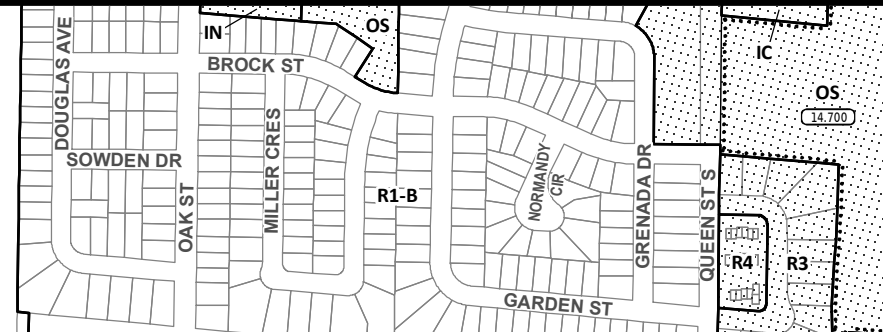 IN
OS
IC
OS
14.700
DOUGLAS AVE
BROCK ST
SOWDEN DR
OAK ST
MILLER CRES
R1-B
NORMANDY
CIR
GRENADA DR
QUEEN ST S
R4
R3
GARDEN ST